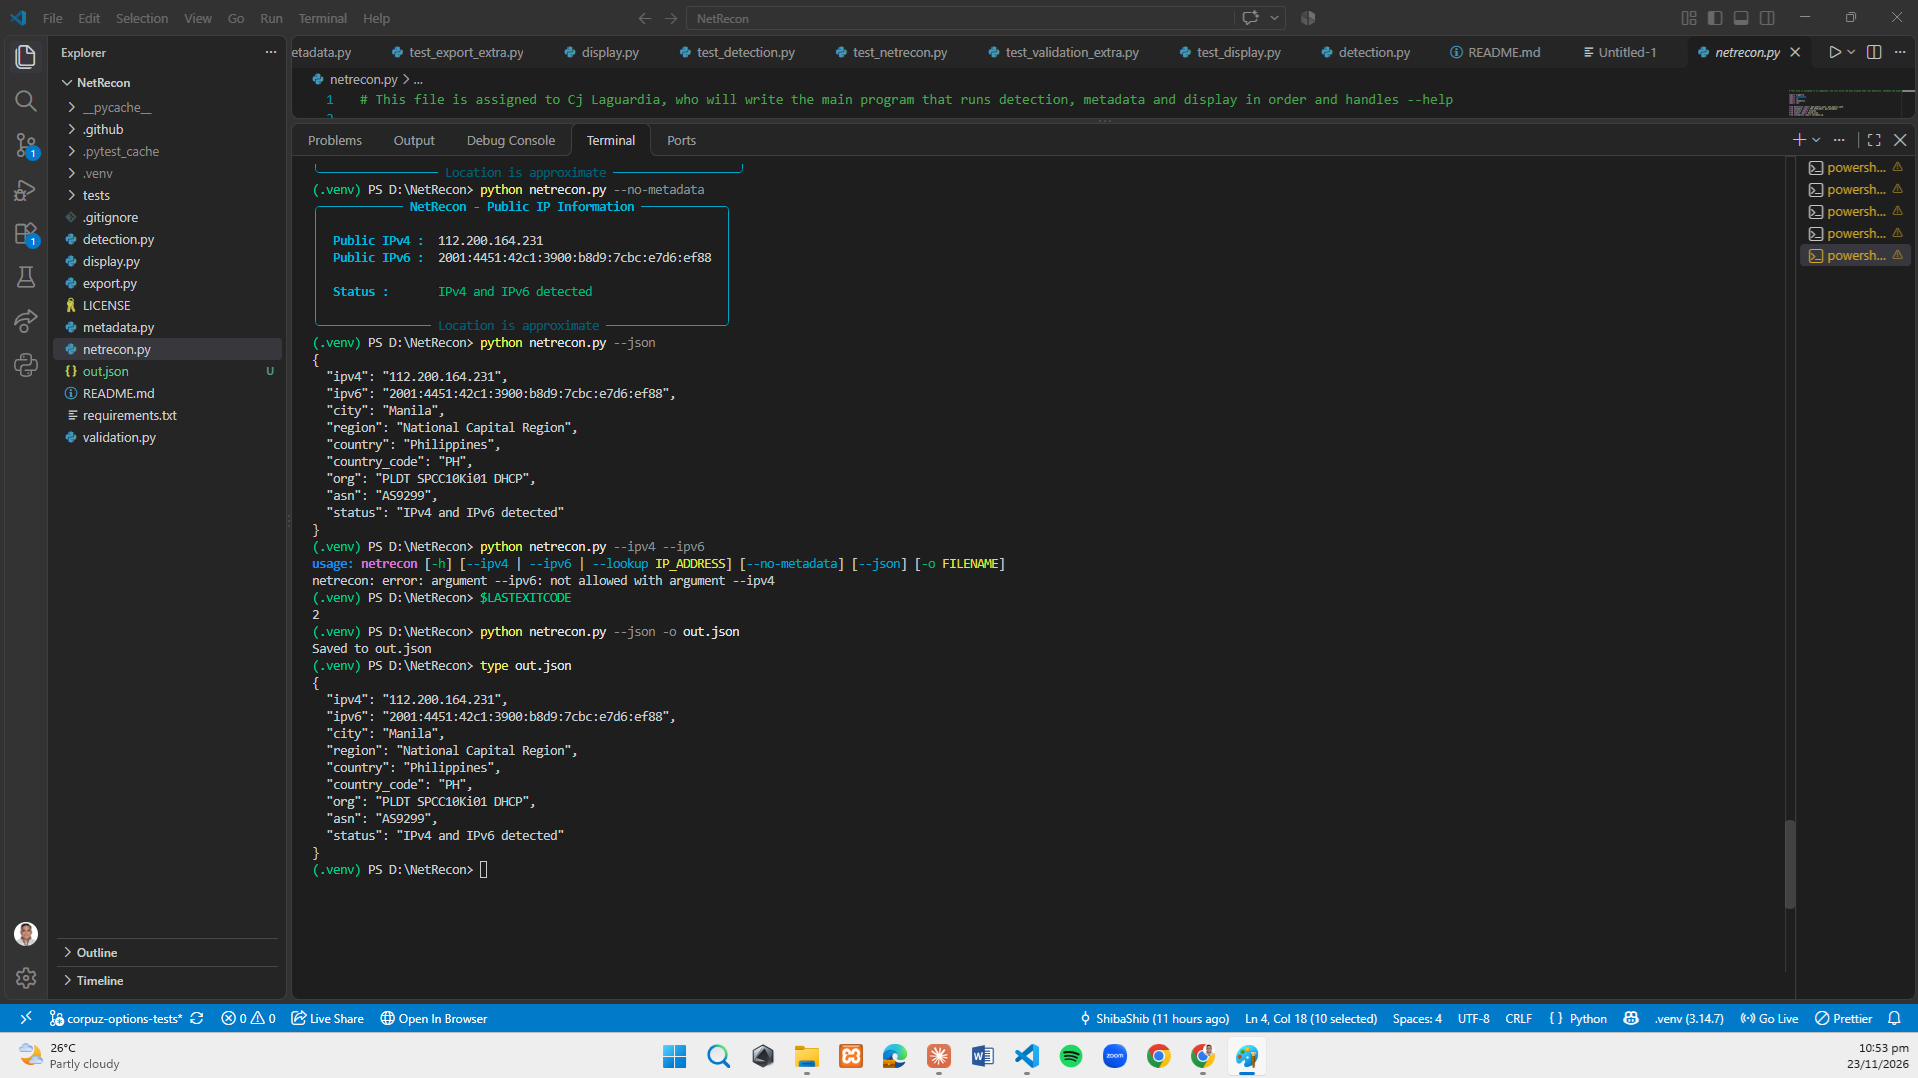 File Edit Selection View Go Run Terminal Help
NetRecon
Explorer
etadata.py test_export_extra.py display.py test_detection.py test_netrecon.py test_validation_extra.py test_display.py detection.py README.md Untitled-1 netrecon.py
NetRecon
__pycache__
.github
.pytest_cache
.venv
tests
.gitignore
detection.py
display.py
export.py
LICENSE
metadata.py
netrecon.py
out.json U
README.md
requirements.txt
validation.py
Outline
Timeline
netrecon.py > ...
1 # This file is assigned to Cj Laguardia, who will write the main program that runs detection, metadata and display in order and handles --help
2
Problems Output Debug Console Terminal Ports
Location is approximate
(.venv) PS D:\NetRecon> python netrecon.py --no-metadata
NetRecon - Public IP Information
Public IPv4 : 112.200.164.231
Public IPv6 : 2001:4451:42c1:3900:b8d9:7cbc:e7d6:ef88
Status : IPv4 and IPv6 detected
Location is approximate
(.venv) PS D:\NetRecon> python netrecon.py --json
{
"ipv4": "112.200.164.231",
"ipv6": "2001:4451:42c1:3900:b8d9:7cbc:e7d6:ef88",
"city": "Manila",
"region": "National Capital Region",
"country": "Philippines",
"country_code": "PH",
"org": "PLDT SPCC10Ki01 DHCP",
"asn": "AS9299",
"status": "IPv4 and IPv6 detected"
}
(.venv) PS D:\NetRecon> python netrecon.py --ipv4 --ipv6
usage: netrecon [-h] [--ipv4 | --ipv6 | --lookup IP_ADDRESS] [--no-metadata] [--json] [-o FILENAME]
netrecon: error: argument --ipv6: not allowed with argument --ipv4
(.venv) PS D:\NetRecon> $LASTEXITCODE
2
(.venv) PS D:\NetRecon> python netrecon.py --json -o out.json
Saved to out.json
(.venv) PS D:\NetRecon> type out.json
{
"ipv4": "112.200.164.231",
"ipv6": "2001:4451:42c1:3900:b8d9:7cbc:e7d6:ef88",
"city": "Manila",
"region": "National Capital Region",
"country": "Philippines",
"country_code": "PH",
"org": "PLDT SPCC10Ki01 DHCP",
"asn": "AS9299",
"status": "IPv4 and IPv6 detected"
}
(.venv) PS D:\NetRecon>
powersh...
powersh...
powersh...
powersh...
powersh...
1
1
corpuz-options-tests* 0 0 Live Share Open In Browser ShibaShib (11 hours ago) Ln 4, Col 18 (10 selected) Spaces: 4 UTF-8 CRLF { } Python .venv (3.14.7) Go Live Prettier
26°C
Partly cloudy
zoom
10:53 pm
23/11/2026